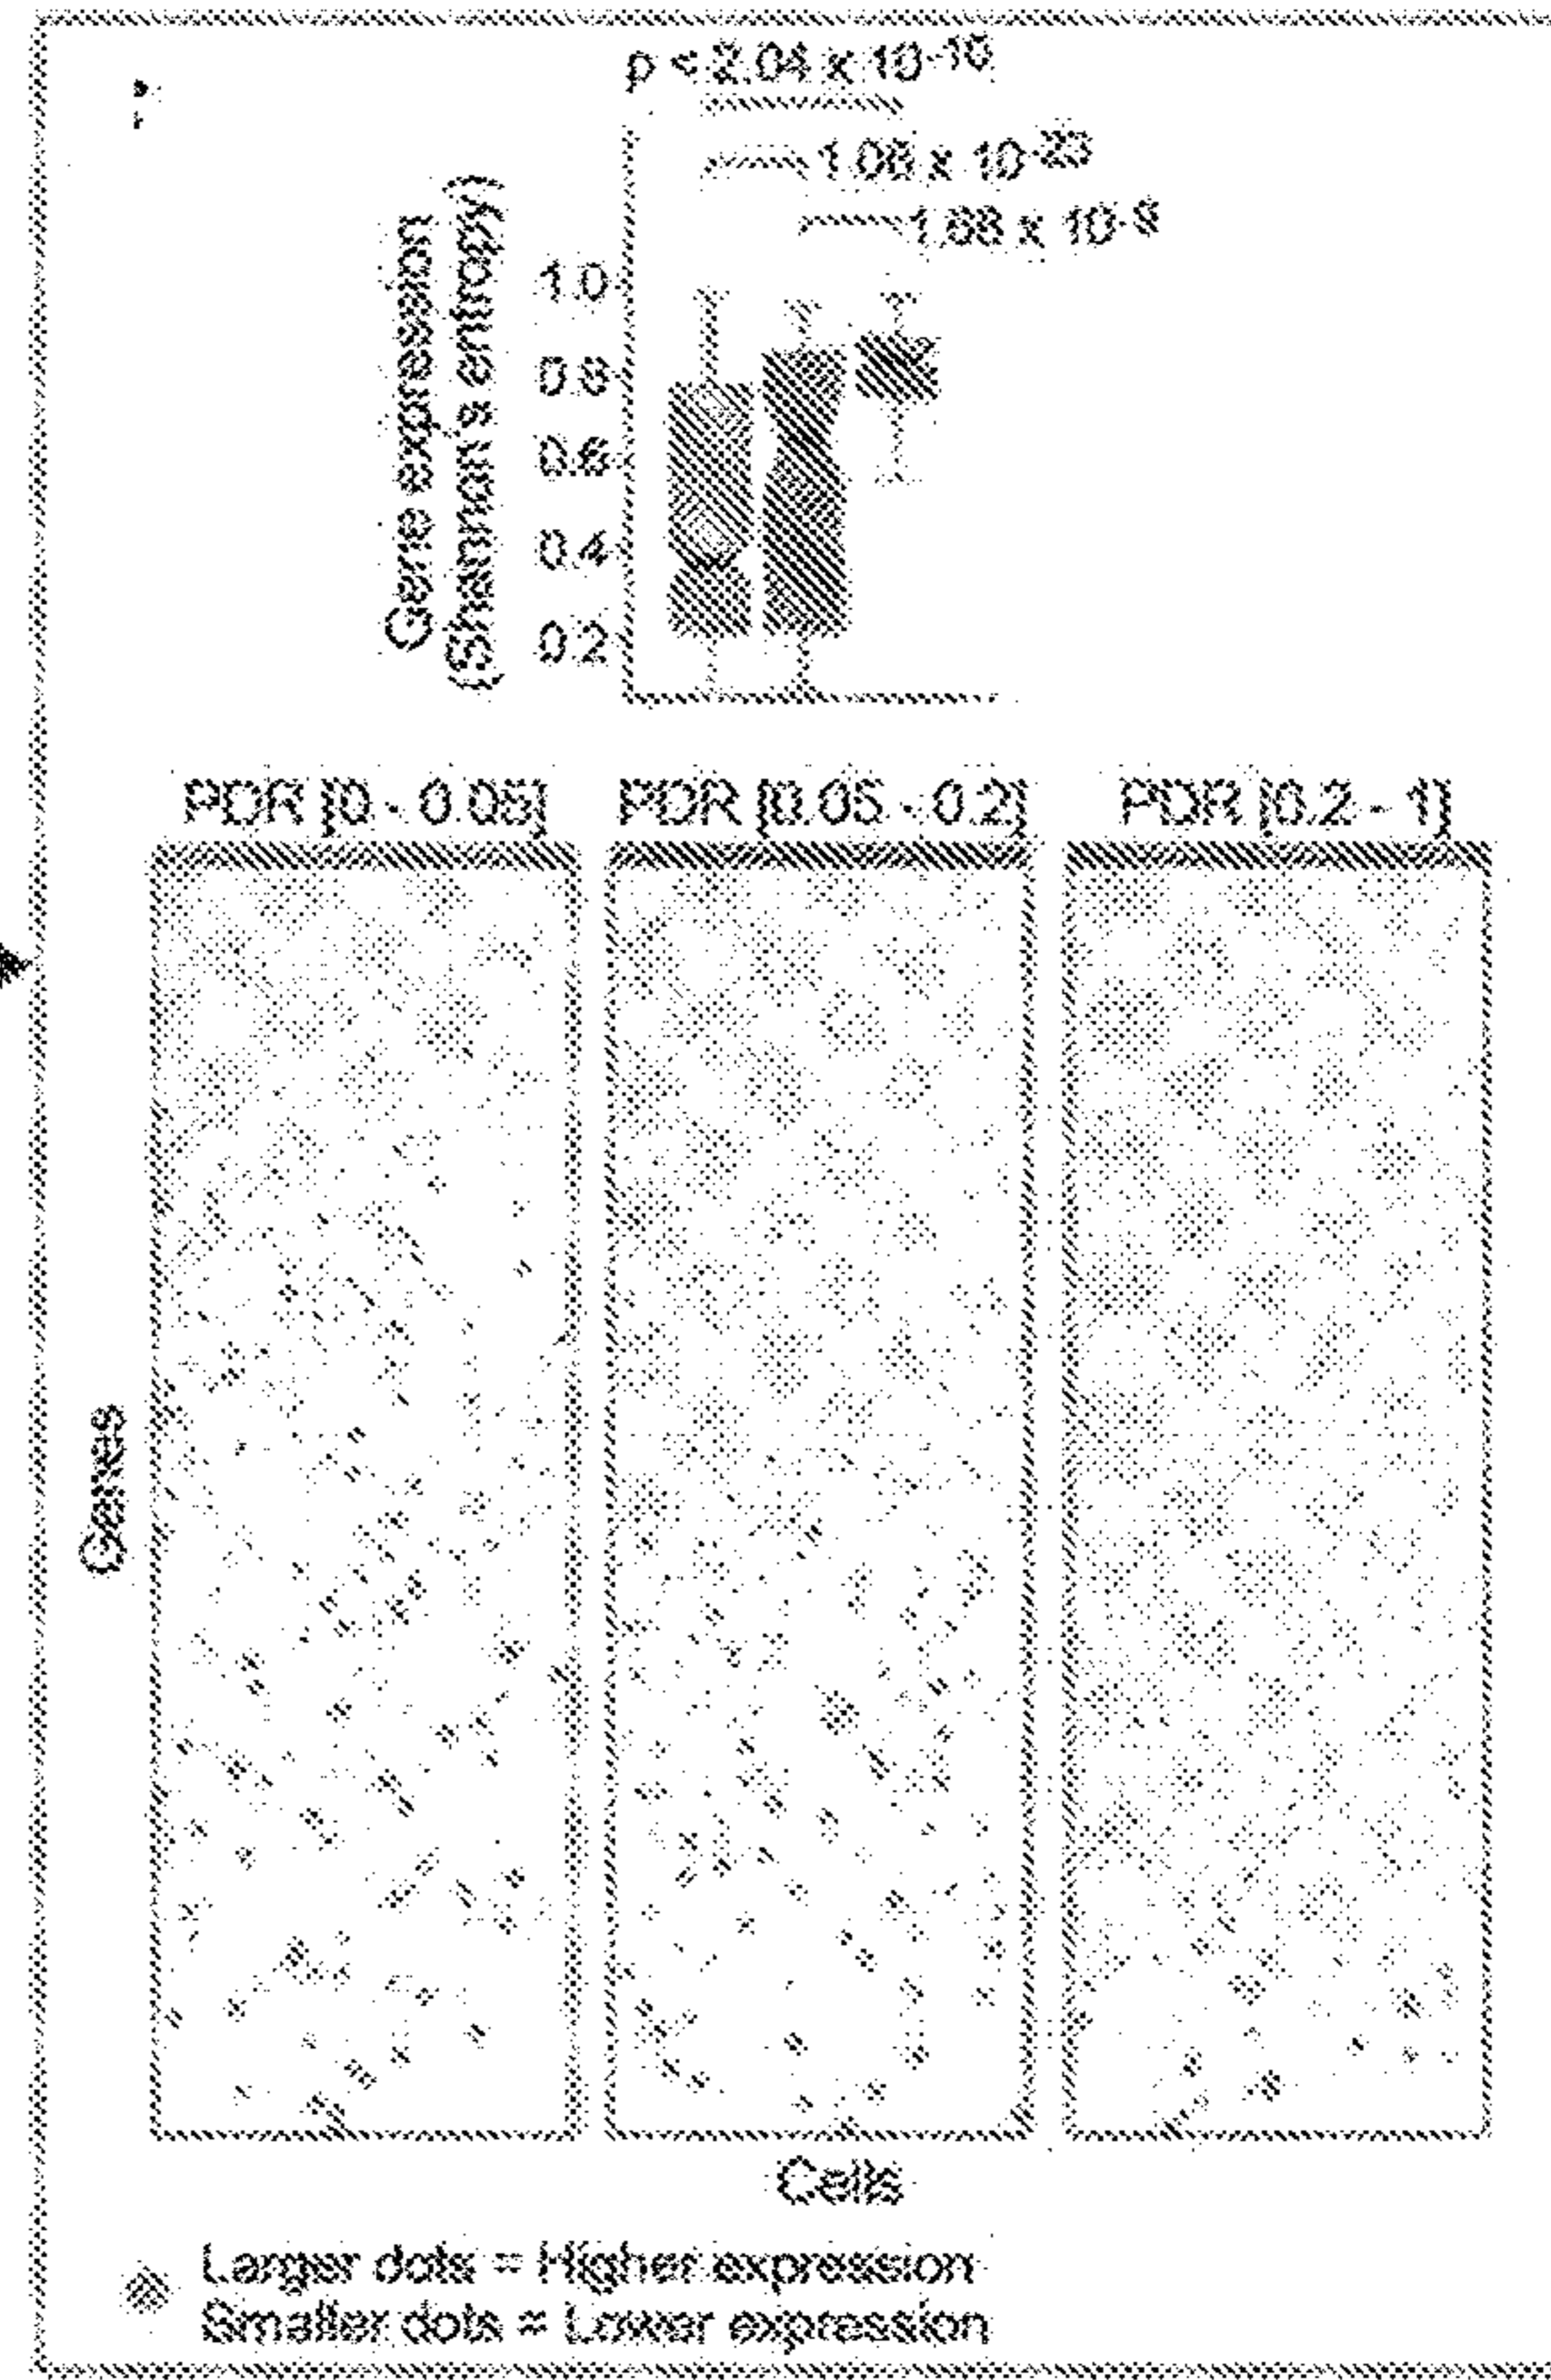 p < 2.04 x 10-10
1.06 x 10-23
1.68 x 10-9
Gene expression
(Shannon's entropy)
1.0
0.8
0.6
0.4
0.2
PDR [0 - 0.05] PDR [0.05 - 0.2] PDR [0.2 - 1]
Genes
Cells
Larger dots = Higher expression
Smaller dots = Lower expression